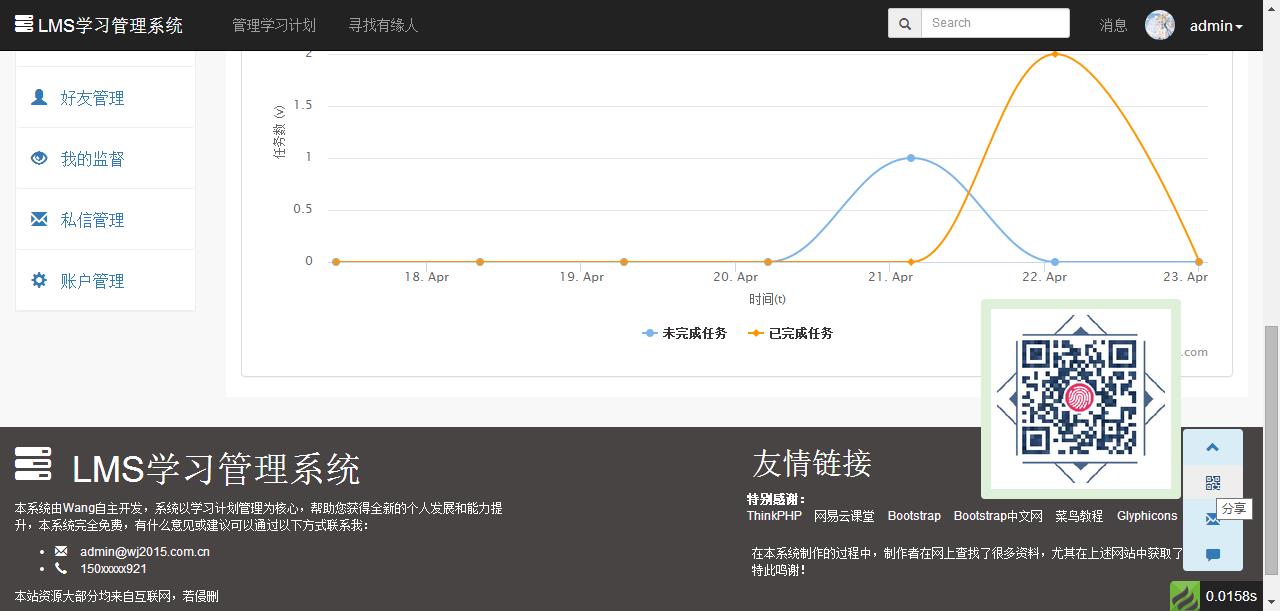 LMS学习管理系统
管理学习计划
寻找有缘人
Search
消息
admin
好友管理
我的监督
私信管理
账户管理
任务数 (v)
2
1.5
1
0.5
0
18. Apr
19. Apr
20. Apr
21. Apr
22. Apr
23. Apr
时间(t)
未完成任务
已完成任务
.com
LMS学习管理系统
本系统由Wang自主开发，系统以学习计划管理为核心，帮助您获得全新的个人发展和能力提
升，本系统完全免费，有什么意见或建议可以通过以下方式联系我：
admin@wj2015.com.cn
150xxxx921
本站资源大部分均来自互联网，若侵删
友情链接
特别感谢：
ThinkPHP 网易云课堂 Bootstrap Bootstrap中文网 菜鸟教程 Glyphicons
在本系统制作的过程中，制作者在网上查找了很多资料，尤其在上述网站中获取了
特此鸣谢！
分享
0.0158s